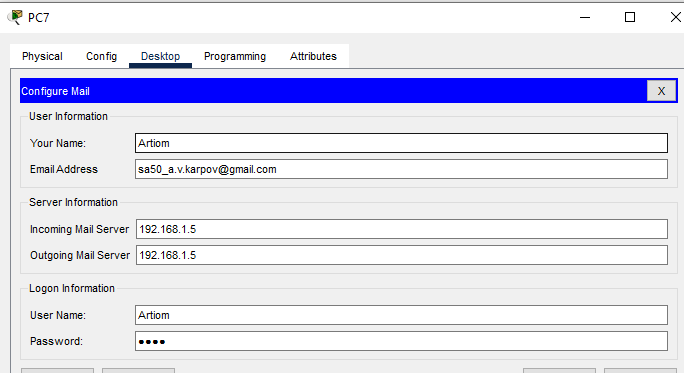 PC7
Physical Config Desktop Programming Attributes
Configure Mail X
User Information
Your Name: Artiom
Email Address sa50_a.v.karpov@gmail.com
Server Information
Incoming Mail Server 192.168.1.5
Outgoing Mail Server 192.168.1.5
Logon Information
User Name: Artiom
Password: ●●●●